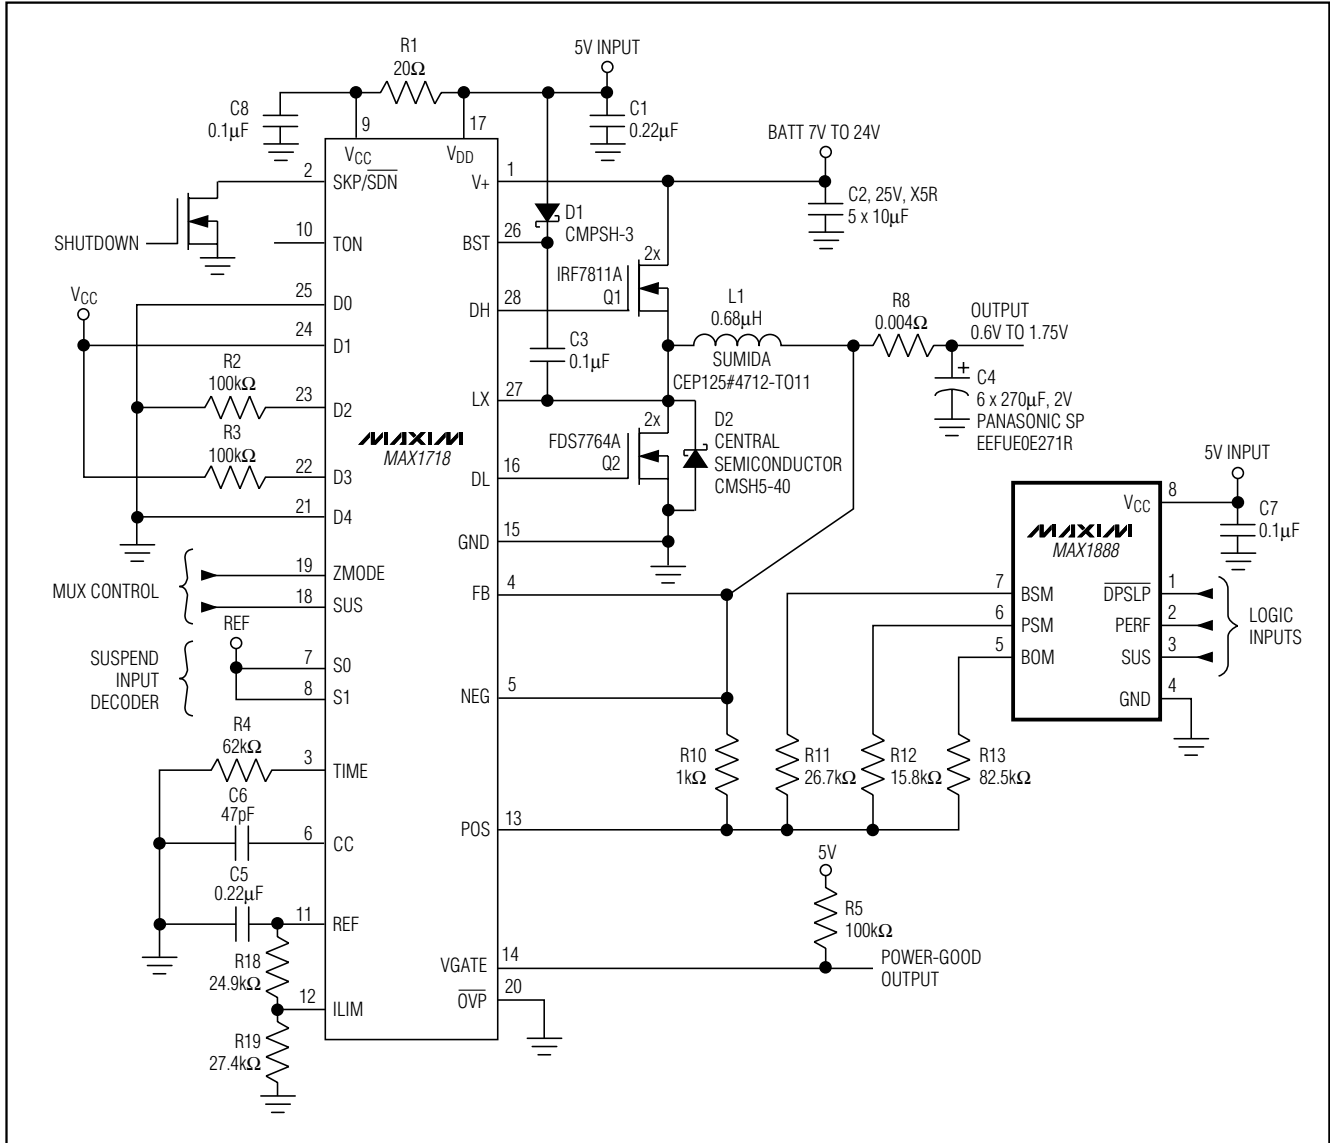 R1
20Ω
5V INPUT
C8
0.1µF
9
17
C1
0.22µF
BATT 7V TO 24V
VCC
VDD
2
SKP/SDN
V+
1
C2, 25V, X5R
5 x 10µF
SHUTDOWN
10
TON
BST
26
D1
CMPSH-3
2x
IRF7811A
Q1
VCC
25
D0
DH
28
L1
0.68µH
SUMIDA
CEP125#4712-TO11
R8
0.004Ω
OUTPUT
0.6V TO 1.75V
24
D1
C3
0.1µF
R2
100kΩ
23
D2
LX
27
C4
6 x 270µF, 2V
PANASONIC SP
EEFUE0E271R
MAXIM
MAX1718
2x
FDS7764A
Q2
D2
CENTRAL
SEMICONDUCTOR
CMSH5-40
R3
100kΩ
22
D3
DL
16
5V INPUT
21
D4
GND
15
VCC
8
C7
0.1µF
MAXIM
MAX1888
MUX CONTROL
19
ZMODE
18
SUS
FB
4
7
BSM
DPSLP
1
6
PSM
PERF
2
5
BOM
SUS
3
LOGIC
INPUTS
GND
4
REF
SUSPEND
INPUT
DECODER
7
S0
8
S1
NEG
5
R4
62kΩ
3
TIME
R10
1kΩ
R11
26.7kΩ
R12
15.8kΩ
R13
82.5kΩ
C6
47pF
6
CC
POS
13
C5
0.22µF
11
REF
5V
R5
100kΩ
R18
24.9kΩ
VGATE
14
POWER-GOOD
OUTPUT
12
ILIM
OVP
20
R19
27.4kΩ